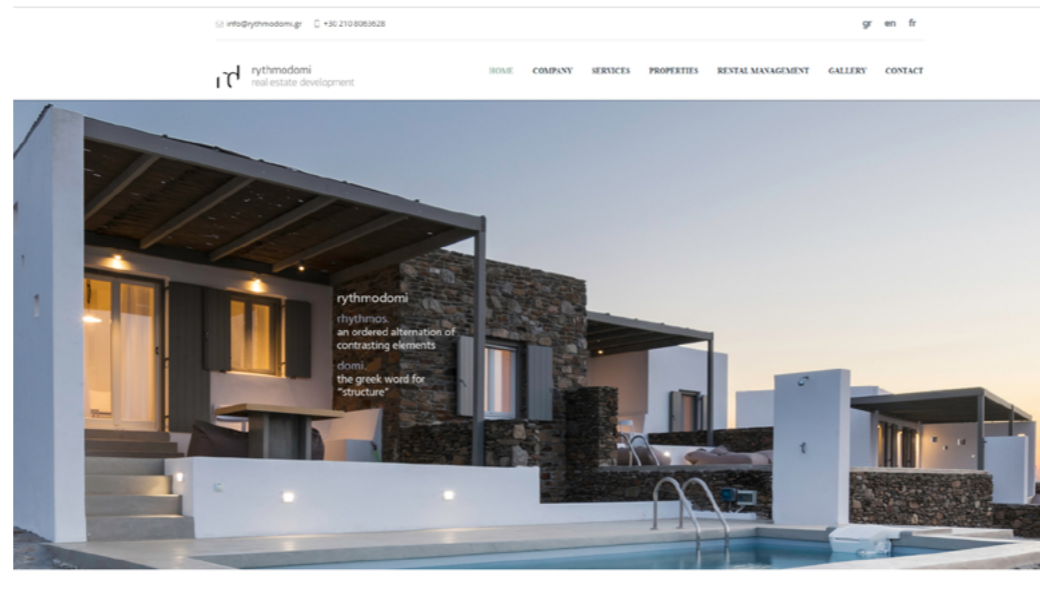 info@rythmodomi.gr +30 210 8063628
gr en fr
rythmodomi
real estate development
HOME COMPANY SERVICES PROPERTIES RENTAL MANAGEMENT GALLERY CONTACT
rythmodomi
rhythmos.
an ordered alternation of
contrasting elements
domi.
the greek word for
"structure"